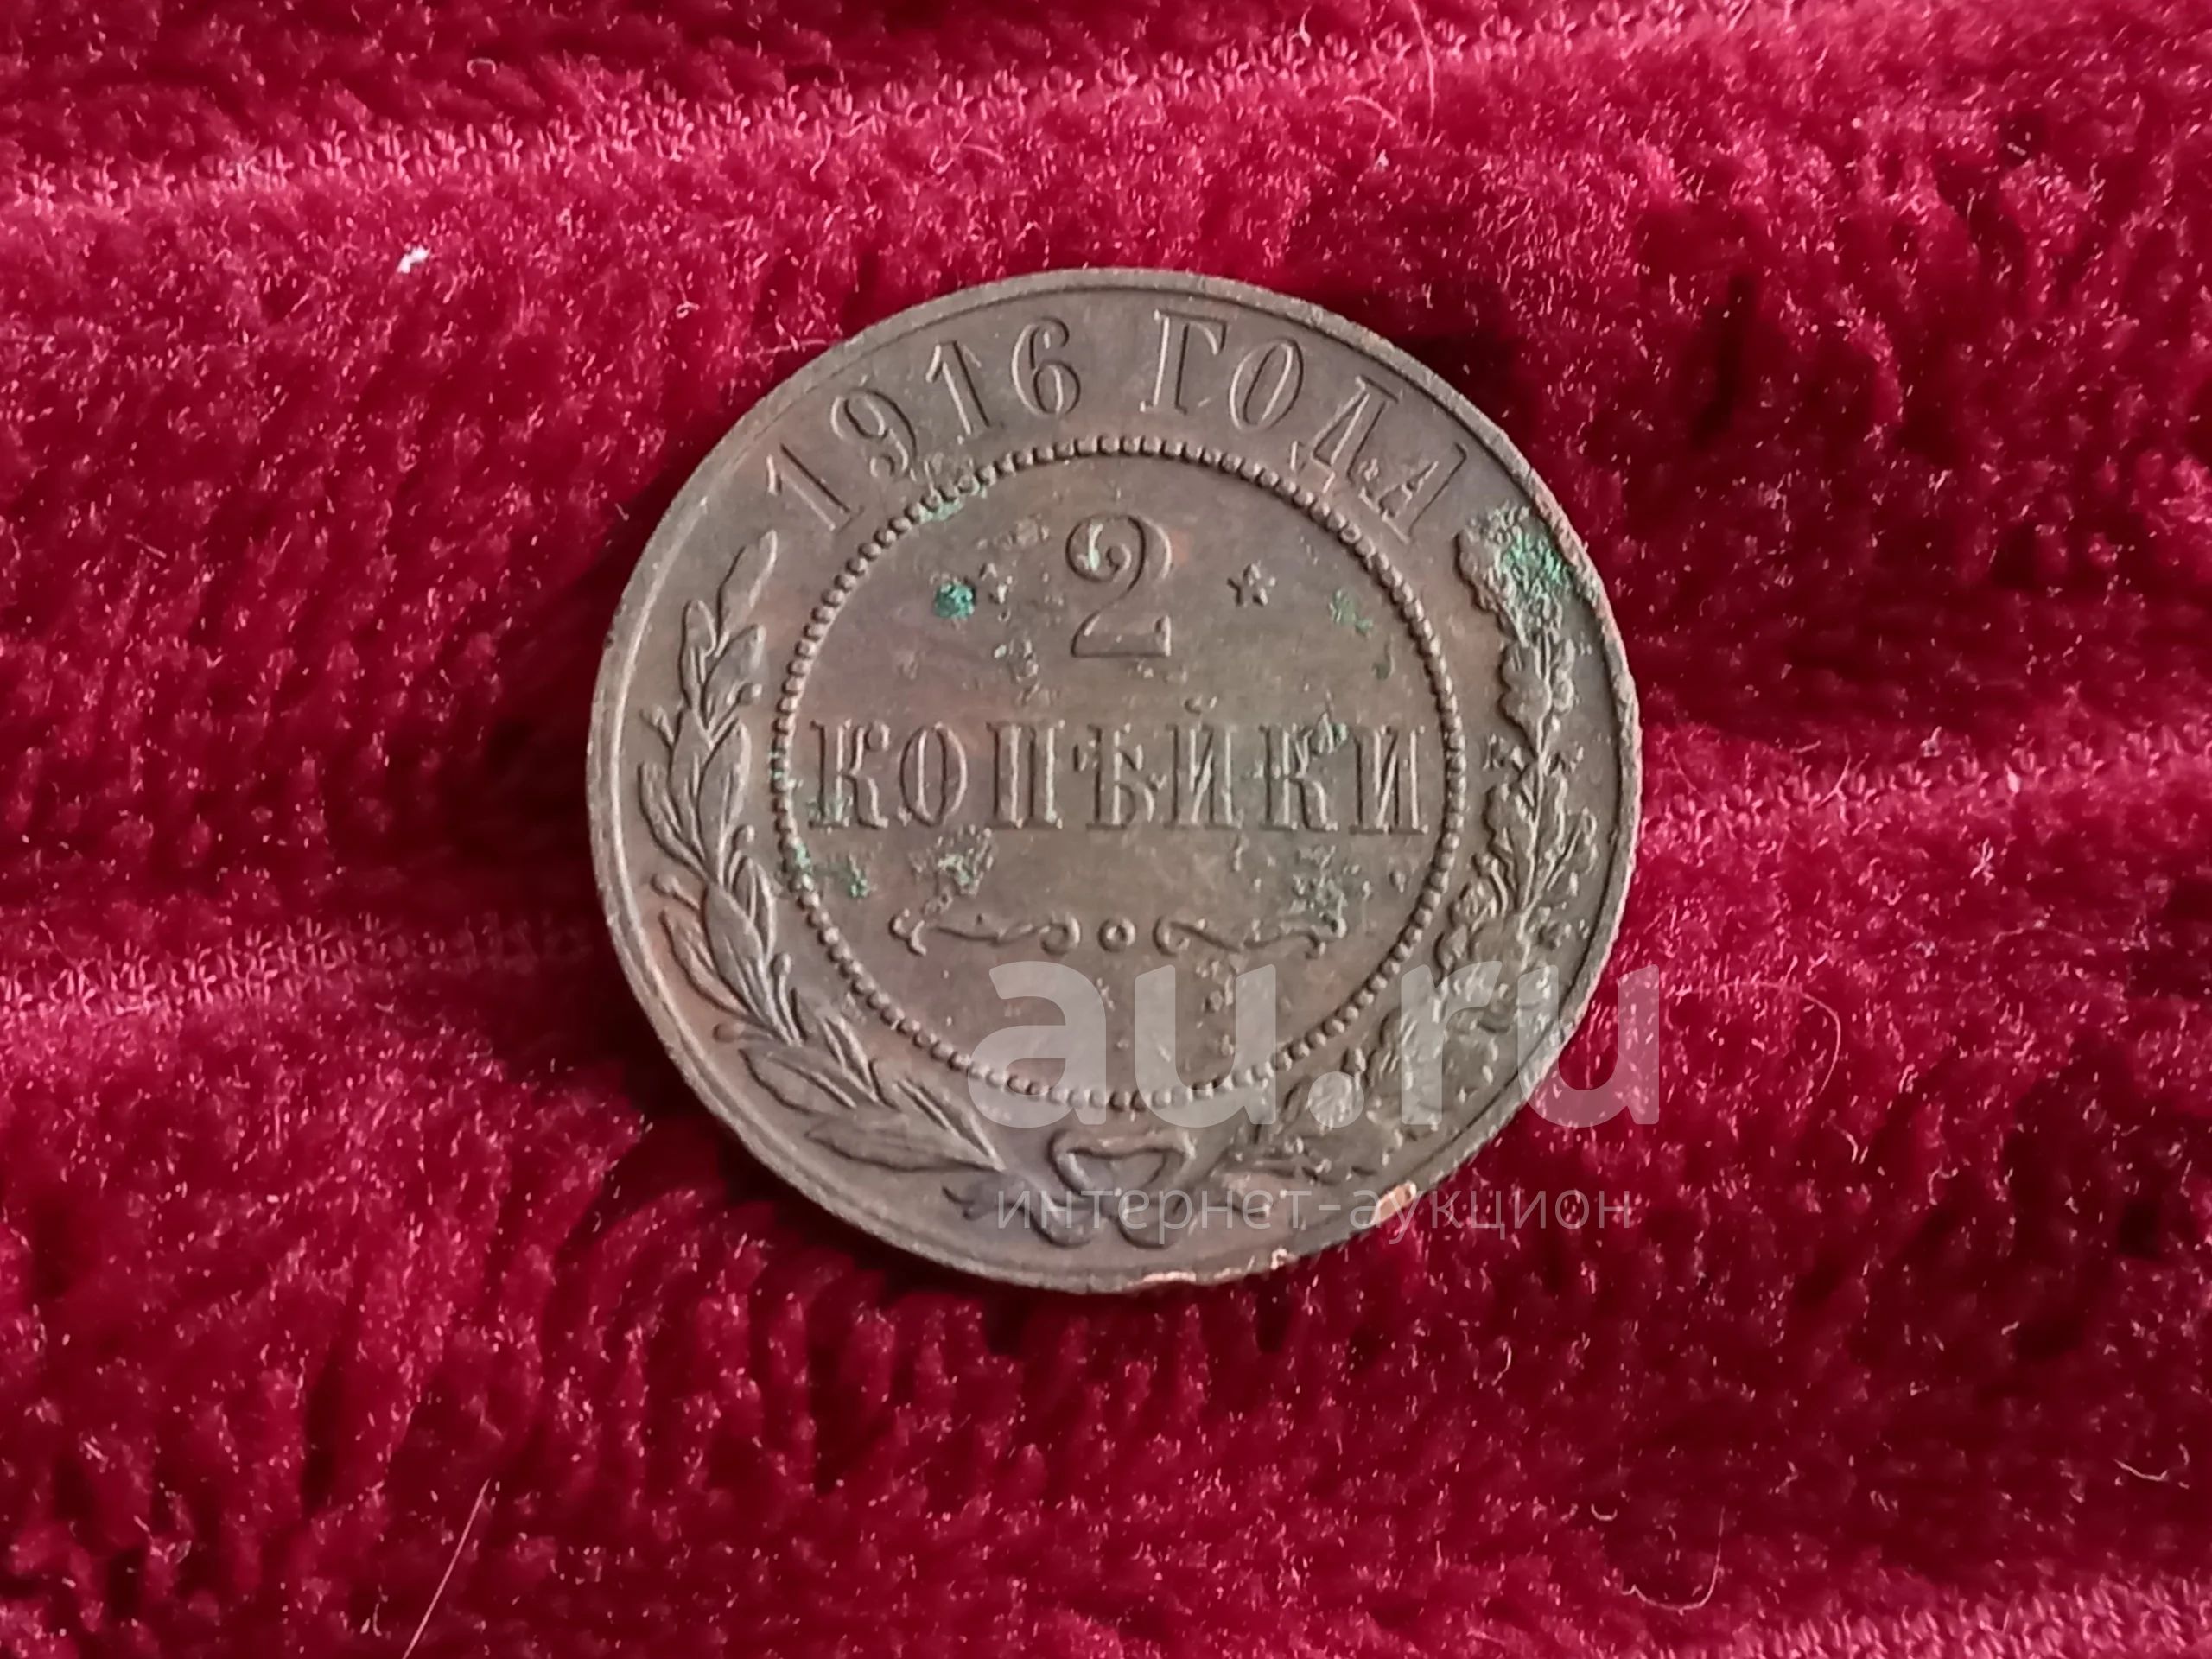 1916 ГОДА
2
КОПѢЙКИ
au.ru
интернет-аукцион